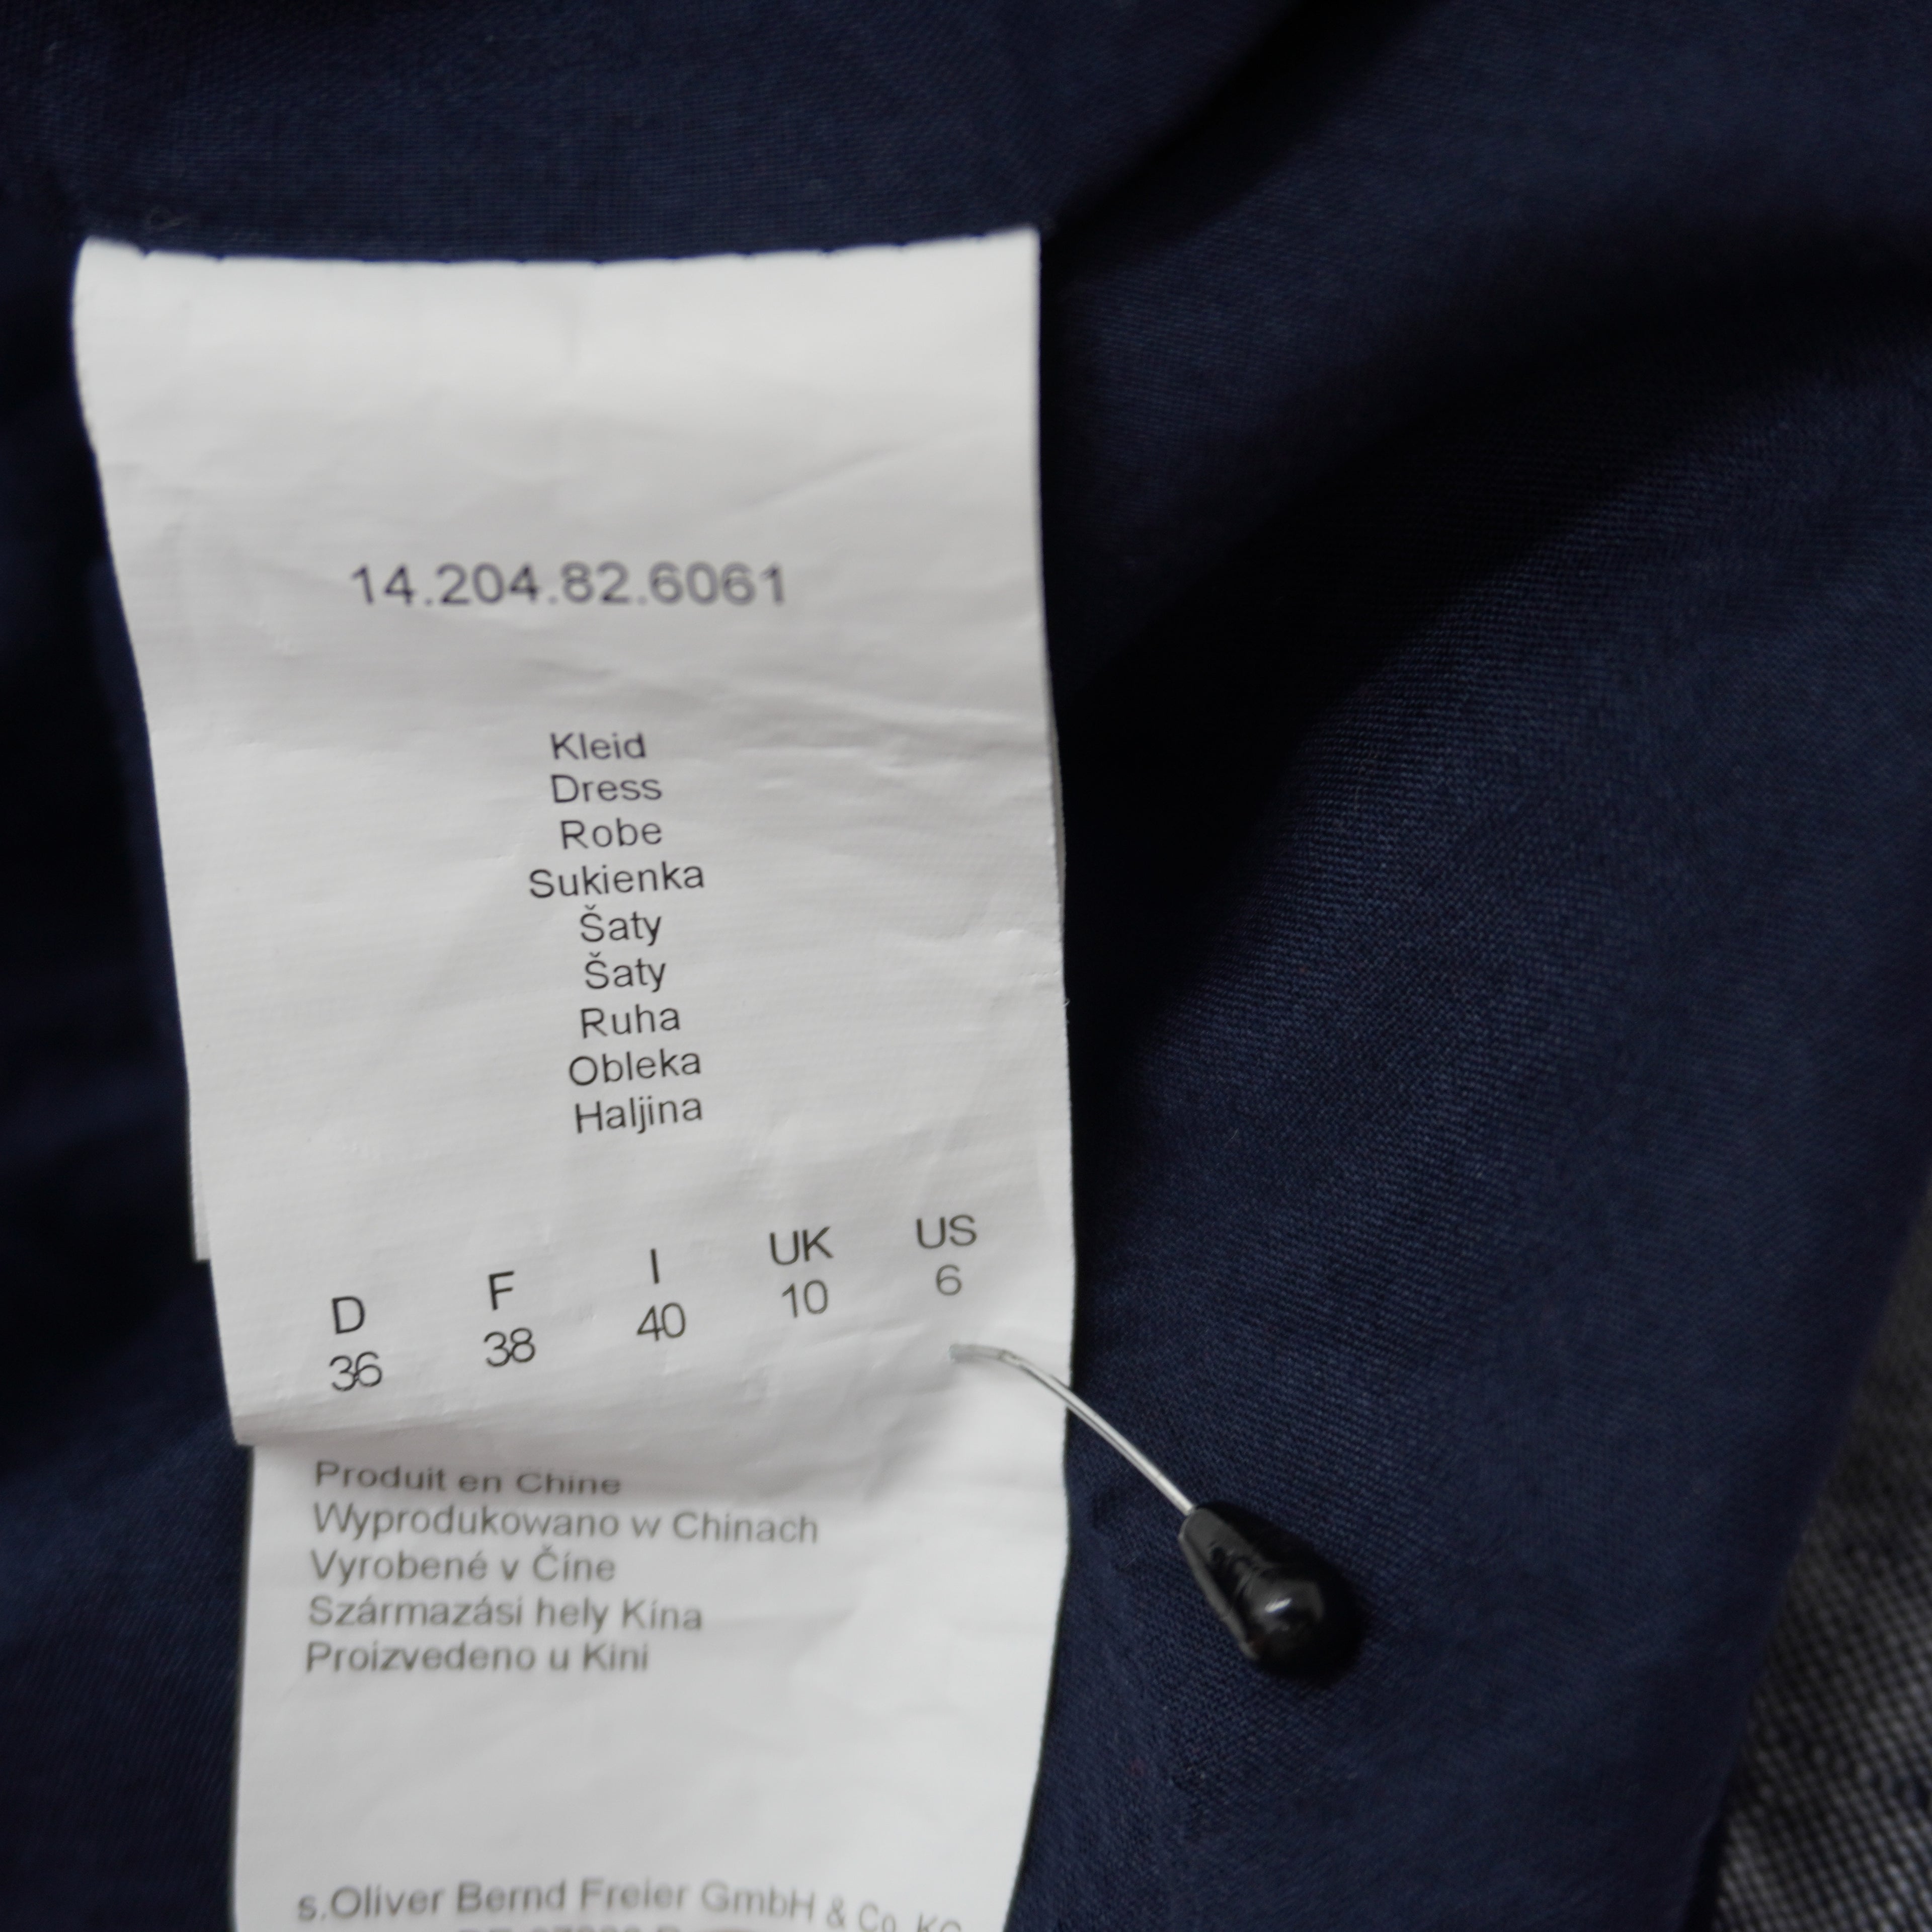 14.204.82.6061
Kleid
Dress
Robe
Sukienka
Šaty
Šaty
Ruha
Obleka
Haljina
D F I UK US
36 38 40 10 6
Produit en Chine
Wyprodukowano w Chinach
Vyrobené v Číne
Származási hely Kína
Proizvedeno u Kini
s.Oliver Bernd Freier GmbH & Co. KG